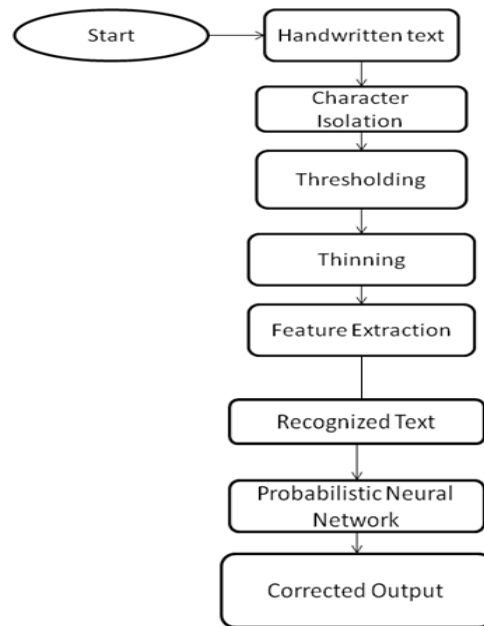 Start
Handwritten text
Character
Isolation
Thresholding
Thinning
Feature Extraction
Recognized Text
Probabilistic Neural
Network
Corrected Output